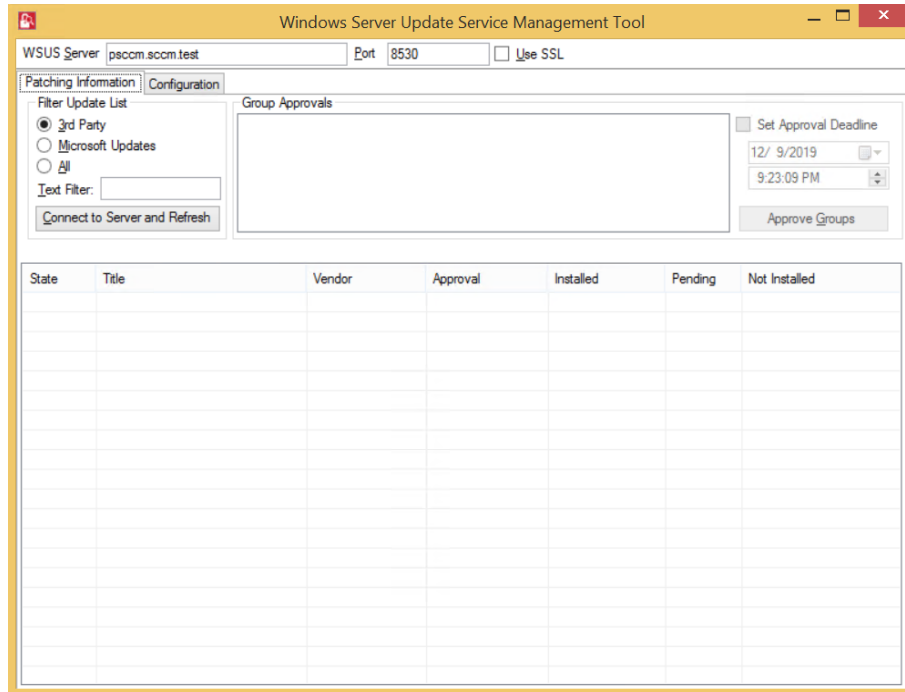 Windows Server Update Service Management Tool
WSUS Server psccm.sccm.test Port 8530 Use SSL
Patching Information Configuration
Filter Update List
3rd Party
Microsoft Updates
All
Text Filter:
Connect to Server and Refresh
Group Approvals
Set Approval Deadline
12/ 9/2019
9:23:09 PM
Approve Groups
State Title Vendor Approval Installed Pending Not Installed